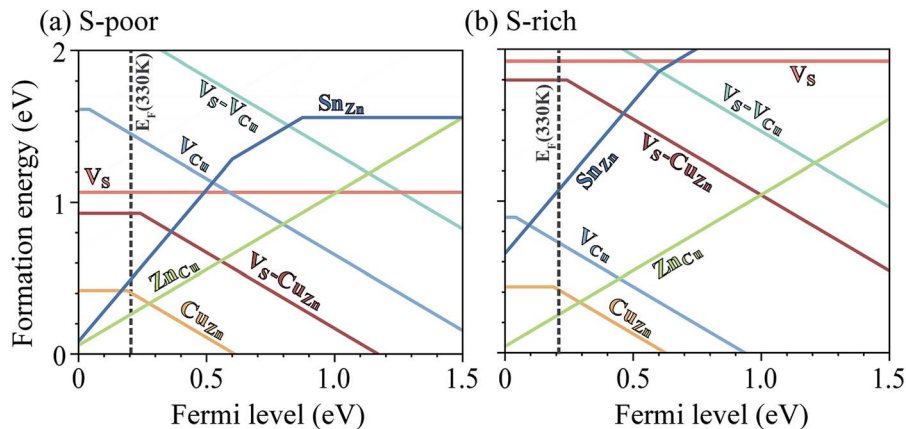 (a) S-poor
(b) S-rich
Formation energy (eV)
2
1
0
E_F(330K)
V_S-V_Cu
Sn_Zn
V_Cu
V_S
Zn_Cu
V_S-Cu_Zn
Cu_Zn
0
0.5
1.0
1.5
Fermi level (eV)
E_F(330K)
V_S
V_S-V_Cu
V_S-Cu_Zn
Sn_Zn
V_Cu
Zn_Cu
Cu_Zn
0
0.5
1.0
1.5
Fermi level (eV)